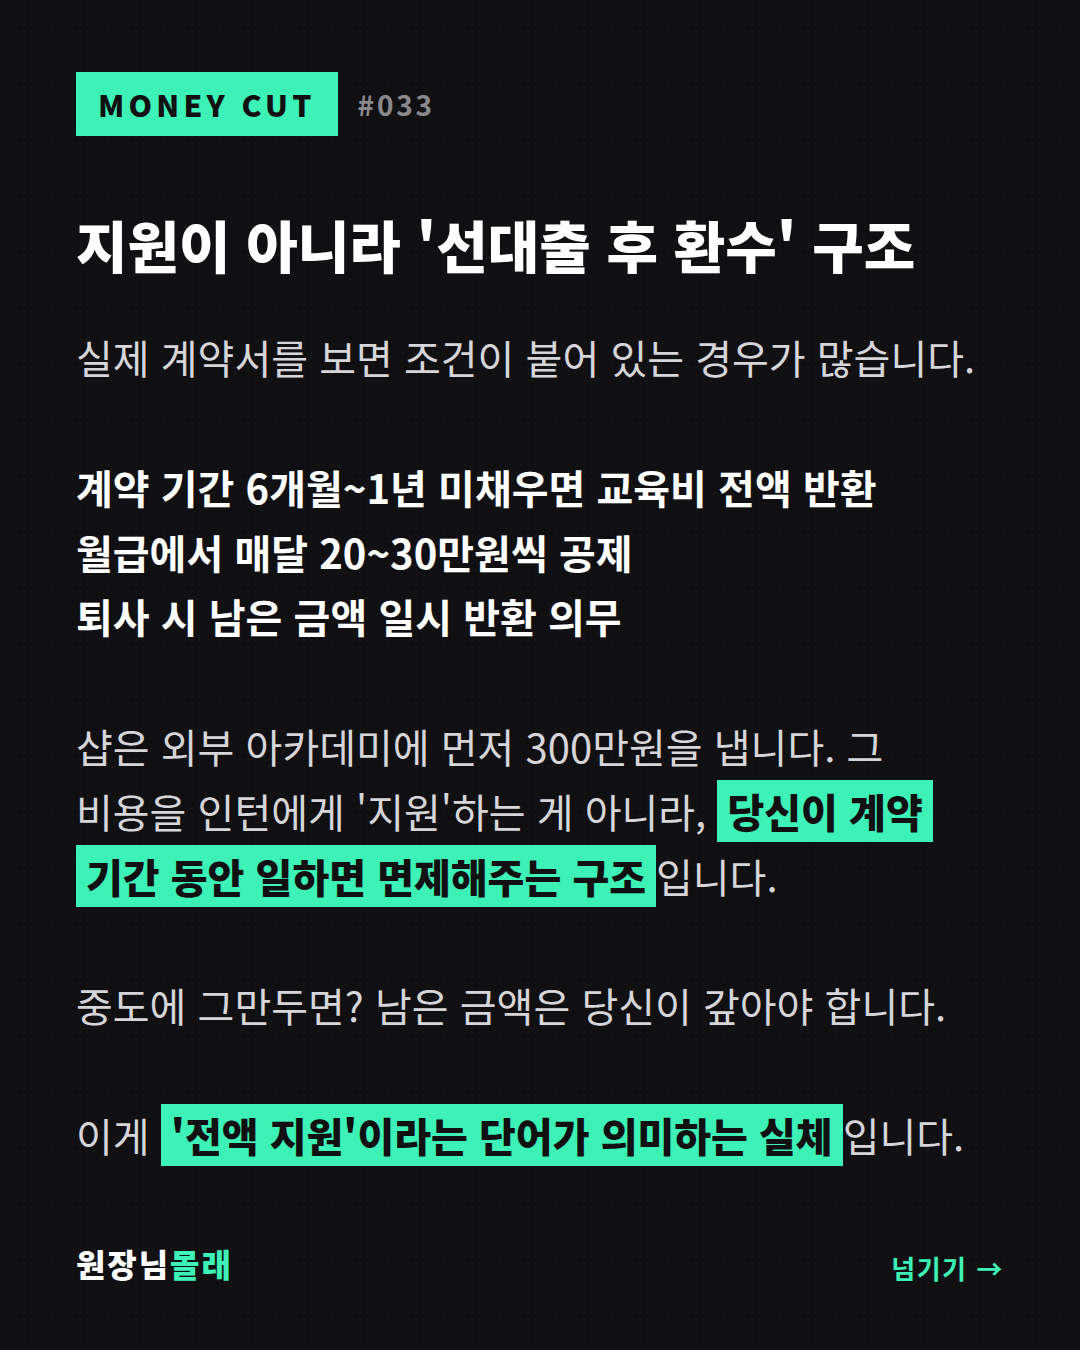 MONEY CUT #033
지원이 아니라 '선대출 후 환수' 구조
실제 계약서를 보면 조건이 붙어 있는 경우가 많습니다.
계약 기간 6개월~1년 미채우면 교육비 전액 반환
월급에서 매달 20~30만원씩 공제
퇴사 시 남은 금액 일시 반환 의무
샵은 외부 아카데미에 먼저 300만원을 냅니다. 그
비용을 인턴에게 '지원'하는 게 아니라, 당신이 계약
기간 동안 일하면 면제해주는 구조입니다.
중도에 그만두면? 남은 금액은 당신이 갚아야 합니다.
이게 '전액 지원'이라는 단어가 의미하는 실체입니다.
원장님몰래
넘기기 →